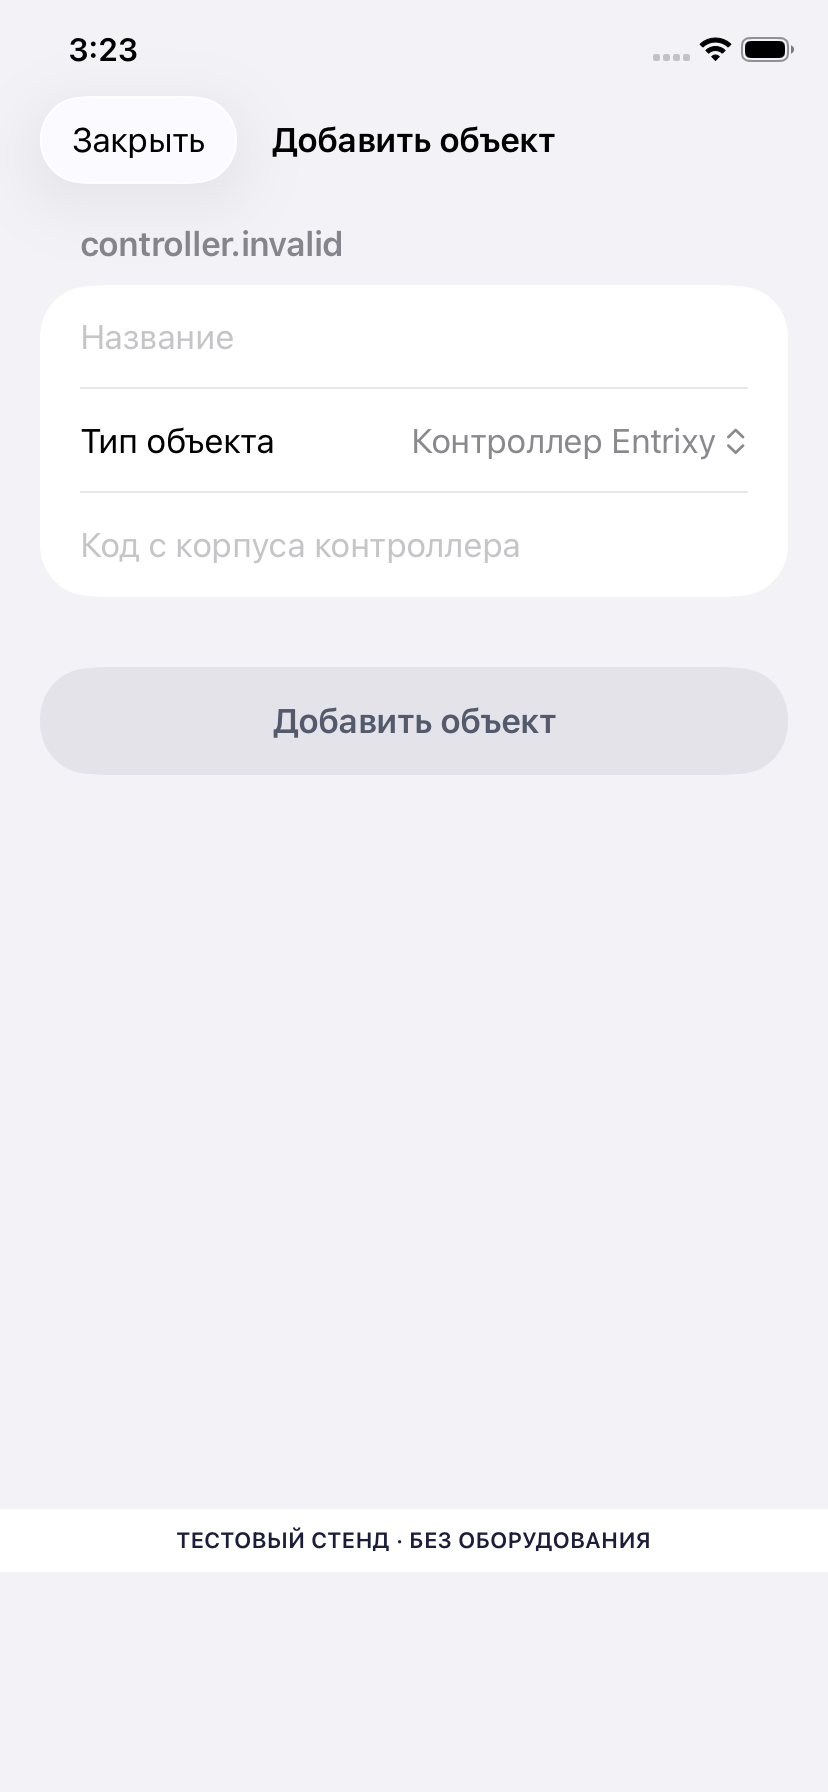 3:23
Закрыть
Добавить объект
controller.invalid
Название
Тип объекта
Контроллер Entrixy
Код с корпуса контроллера
Добавить объект
ТЕСТОВЫЙ СТЕНД · БЕЗ ОБОРУДОВАНИЯ